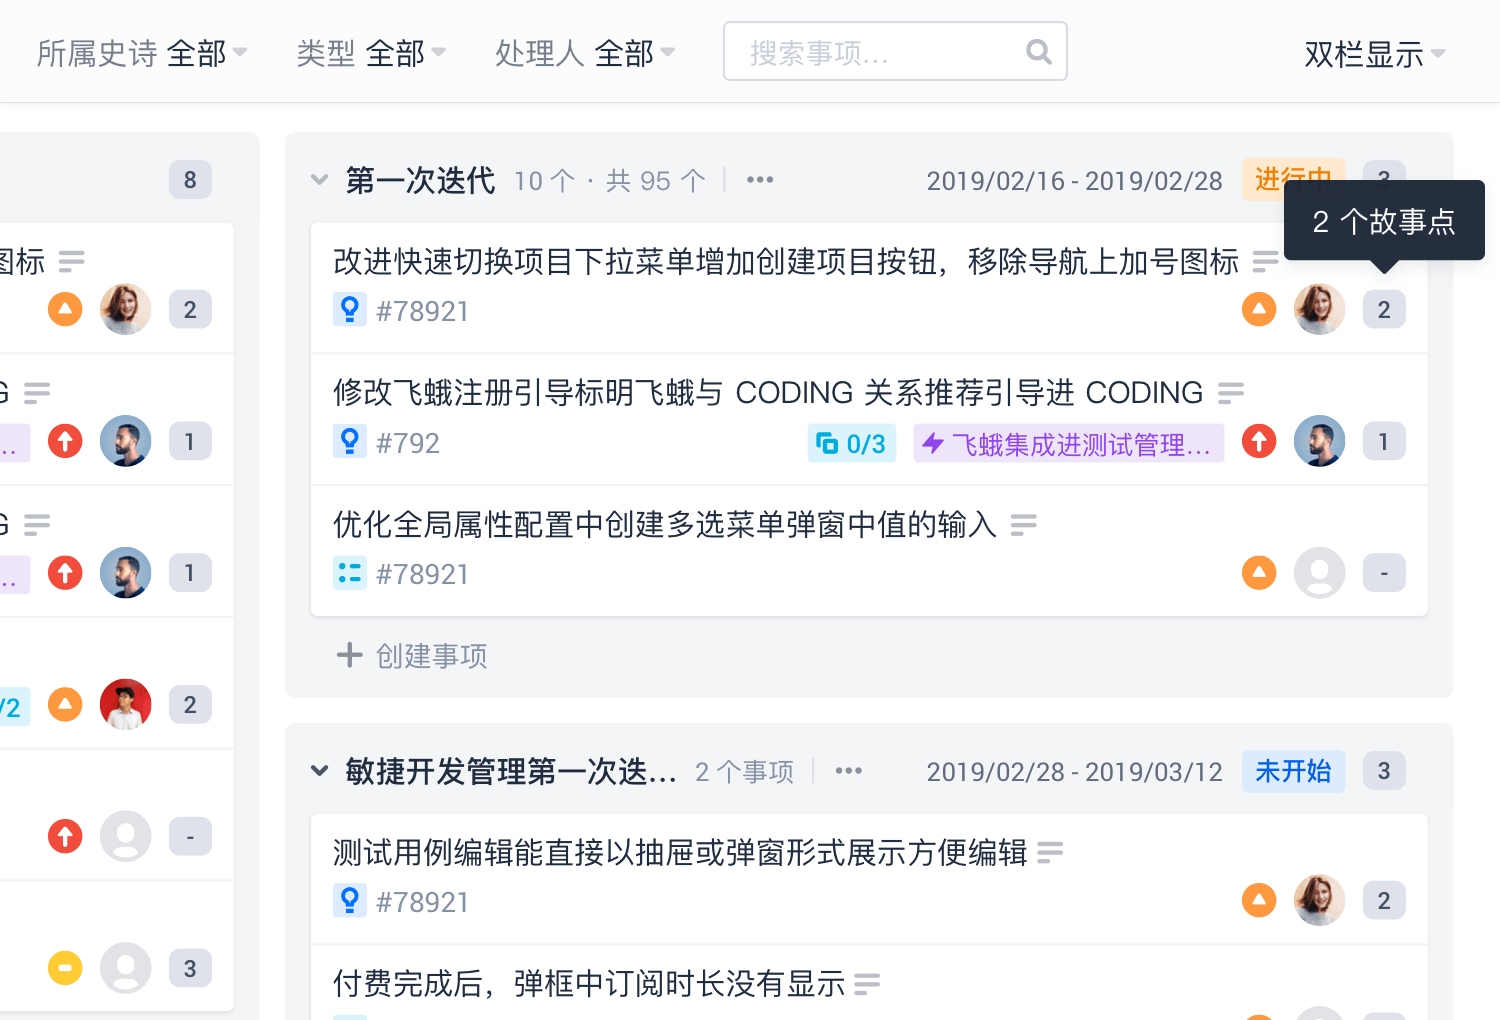 所属史诗 全部 类型 全部 处理人 全部 搜索事项... 双栏显示
8
图标
2
G
...
1
G
...
1
/2
2
-
3
第一次迭代 10 个 · 共 95 个 ••• 2019/02/16 - 2019/02/28 进行中 3
2 个故事点
改进快速切换项目下拉菜单增加创建项目按钮，移除导航上加号图标
#78921 2
修改飞蛾注册引导标明飞蛾与 CODING 关系推荐引导进 CODING
#792 0/3 飞蛾集成进测试管理... 1
优化全局属性配置中创建多选菜单弹窗中值的输入
#78921 -
创建事项
敏捷开发管理第一次迭... 2 个事项 ••• 2019/02/28 - 2019/03/12 未开始 3
测试用例编辑能直接以抽屉或弹窗形式展示方便编辑
#78921 2
付费完成后，弹框中订阅时长没有显示